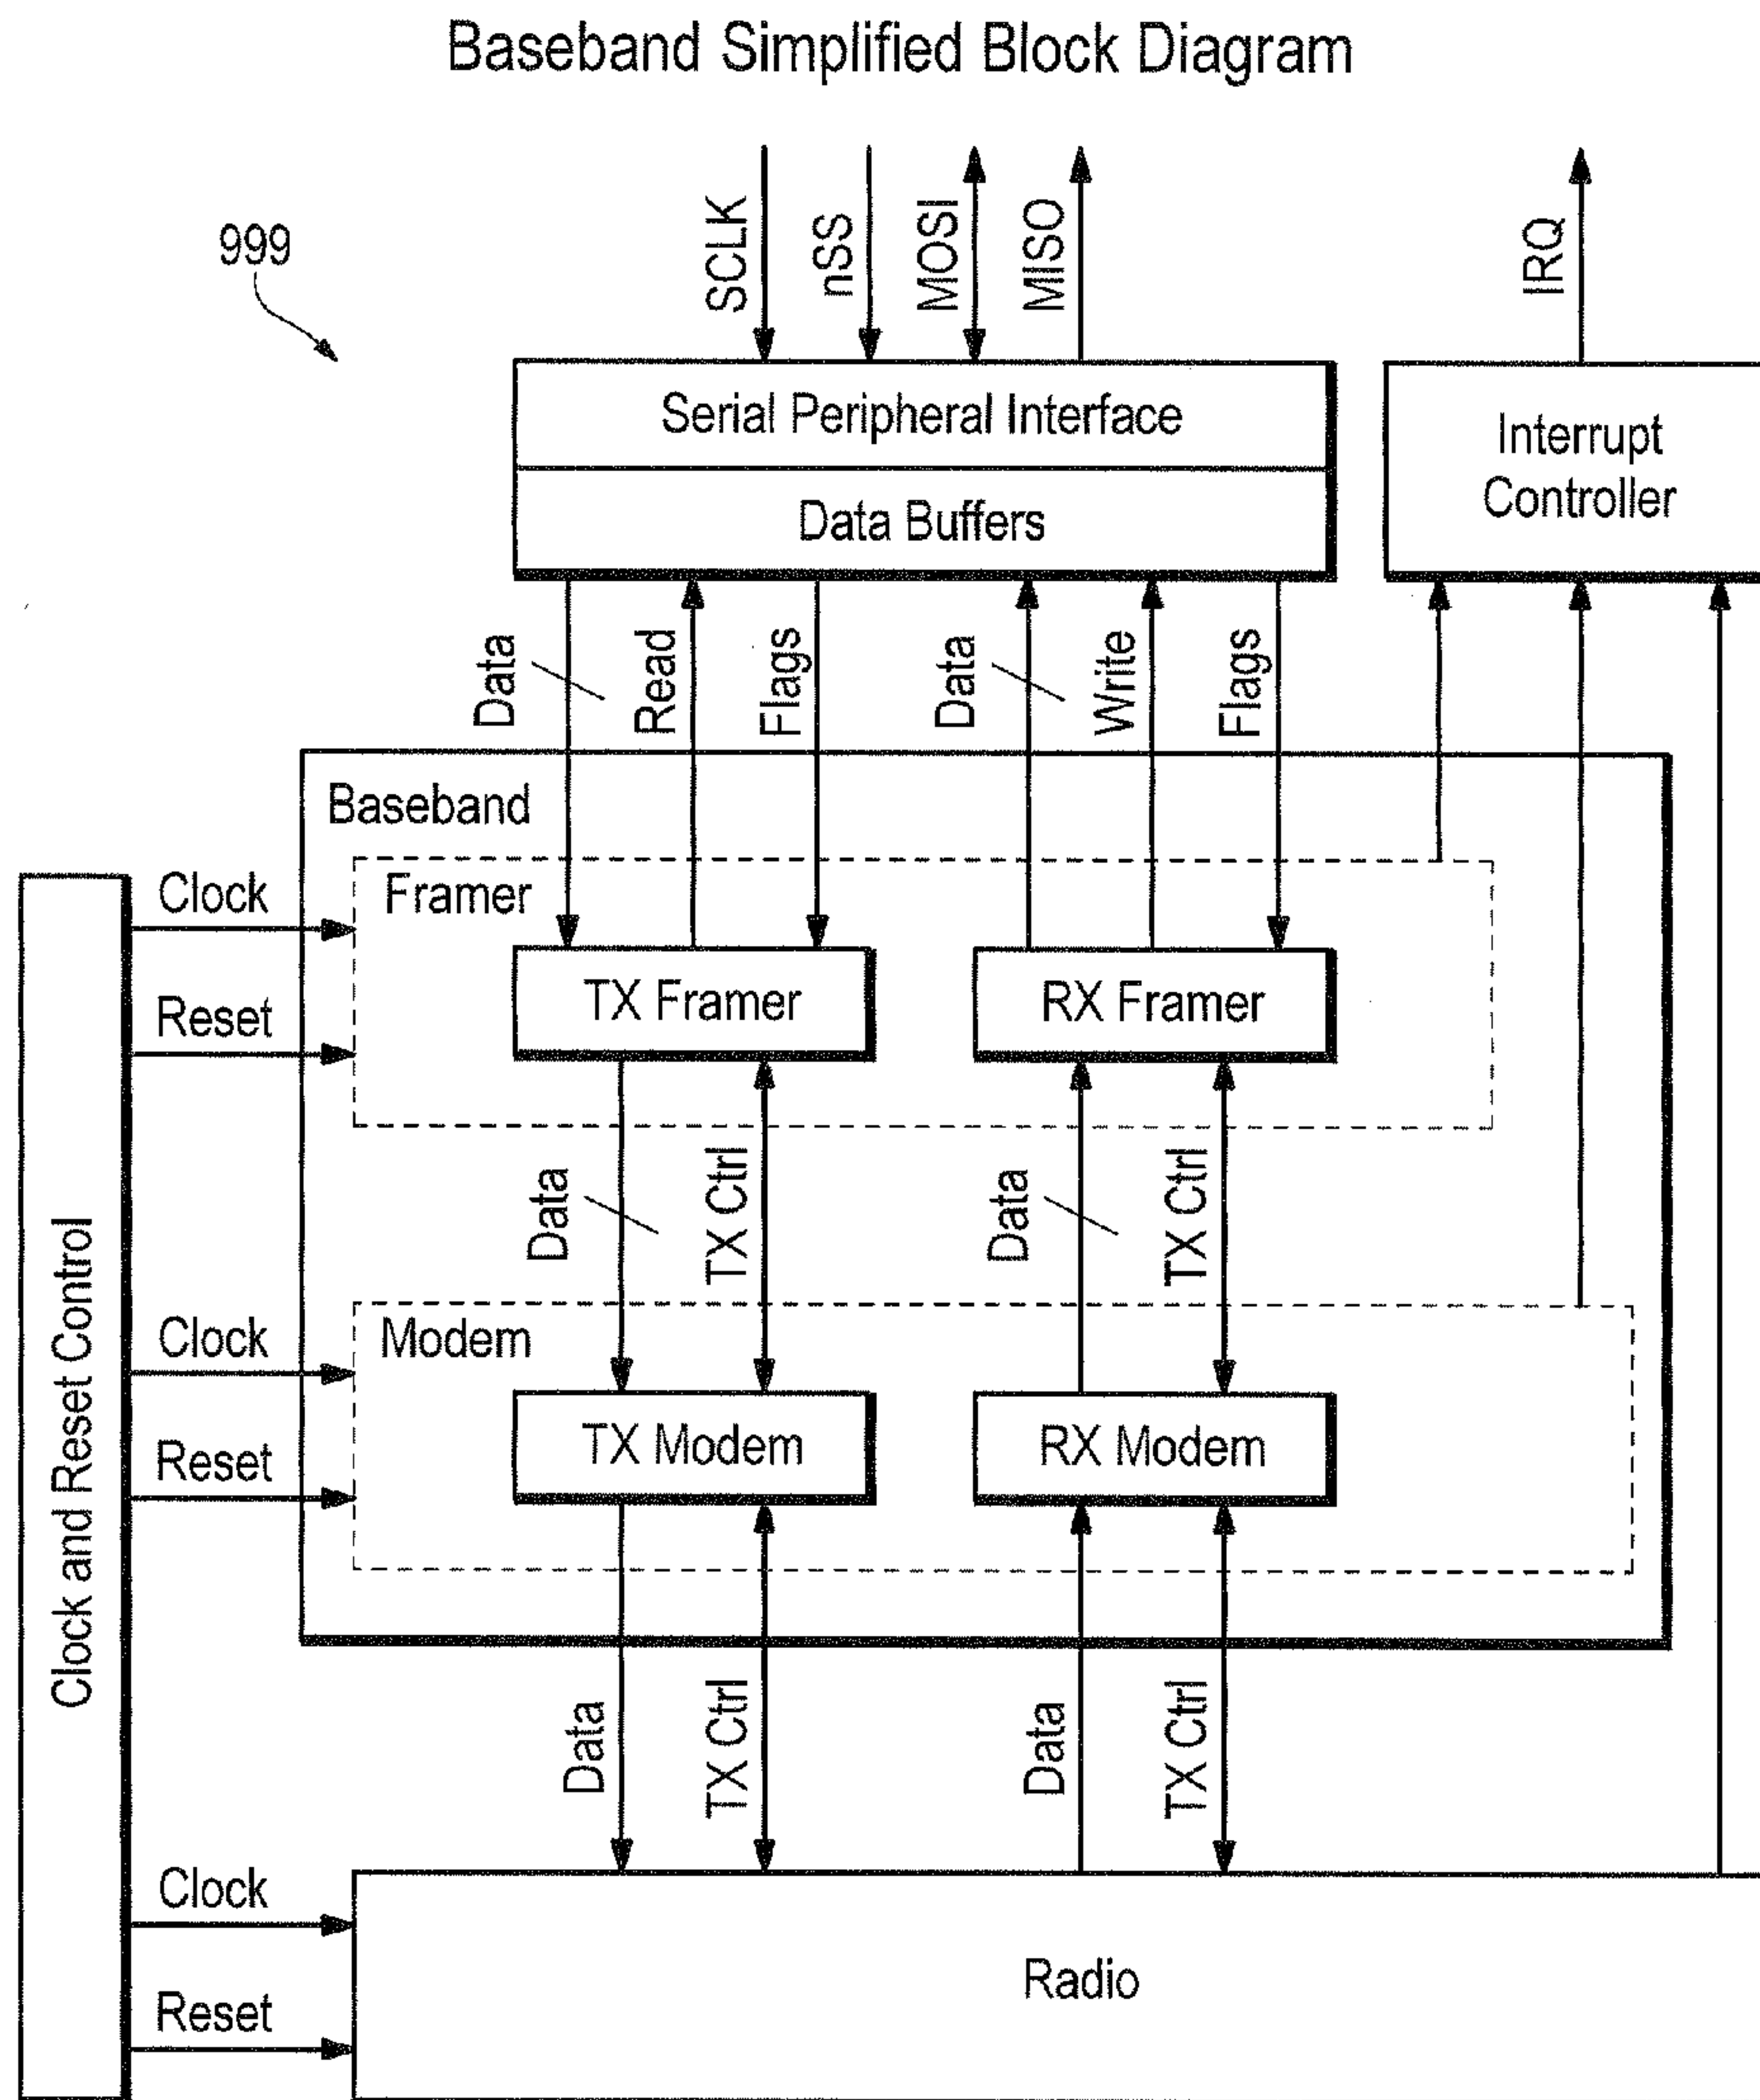 Baseband Simplified Block Diagram
999
SCLK
nSS
MOSI
MISO
IRQ
Serial Peripheral Interface
Data Buffers
Interrupt
Controller
Data
Read
Flags
Data
Write
Flags
Baseband
Framer
Clock
Reset
TX Framer
RX Framer
Data
TX Ctrl
Data
TX Ctrl
Clock and Reset Control
Modem
Clock
Reset
TX Modem
RX Modem
Data
TX Ctrl
Data
TX Ctrl
Clock
Reset
Radio